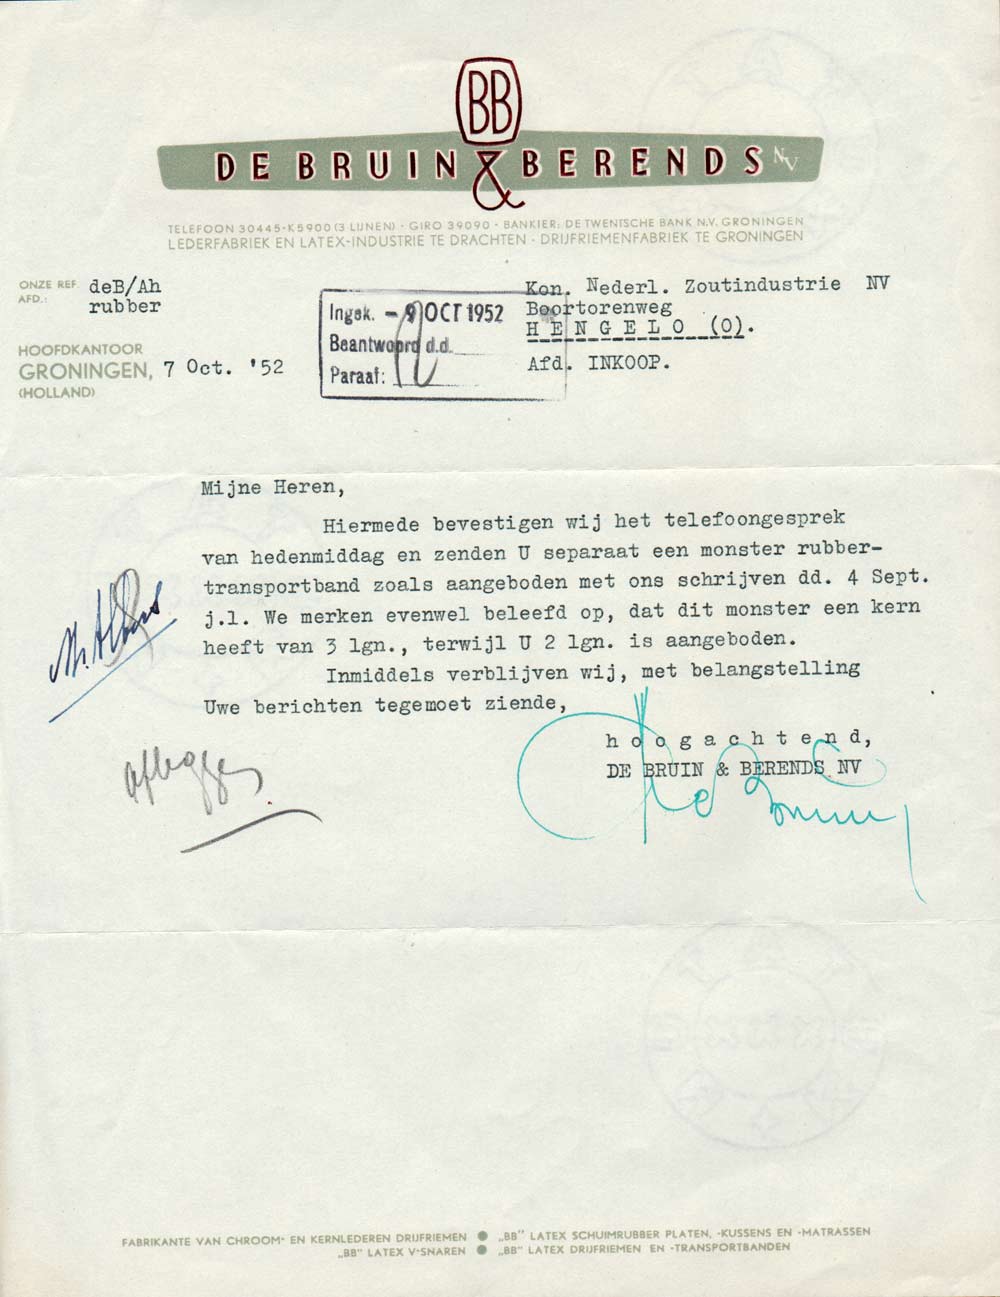 BB
DE BRUIN & BERENDS NV
TELEFOON 30445-K5900 (3 LIJNEN) · GIRO 39090 · BANKIER: DE TWENTSCHE BANK N.V. GRONINGEN
LEDERFABRIEK EN LATEX-INDUSTRIE TE DRACHTEN · DRIJFRIEMENFABRIEK TE GRONINGEN
ONZE REF. deB/Ah
AFD.: rubber
HOOFDKANTOOR
GRONINGEN, 7 Oct. '52
(HOLLAND)
Ingek. - 9 OCT 1952
Beantwoord d.d.
Paraaf:
Kon. Nederl. Zoutindustrie NV
Boortorenweg
HENGELO (O).
Afd. INKOOP.
Mijne Heren,
Hiermede bevestigen wij het telefoongesprek
van hedenmiddag en zenden U separaat een monster rubber-
transportband zoals aangeboden met ons schrijven dd. 4 Sept.
j.l. We merken evenwel beleefd op, dat dit monster een kern
heeft van 3 lgn., terwijl U 2 lgn. is aangeboden.
Inmiddels verblijven wij, met belangstelling
Uwe berichten tegemoet ziende,
hoogachtend,
DE BRUIN & BERENDS NV
afleggen
FABRIKANTE VAN CHROOM- EN KERNLEDEREN DRIJFRIEMEN ● „BB" LATEX SCHUIMRUBBER PLATEN, -KUSSENS EN -MATRASSEN
„BB" LATEX V-SNAREN ● „BB" LATEX DRIJFRIEMEN EN -TRANSPORTBANDEN